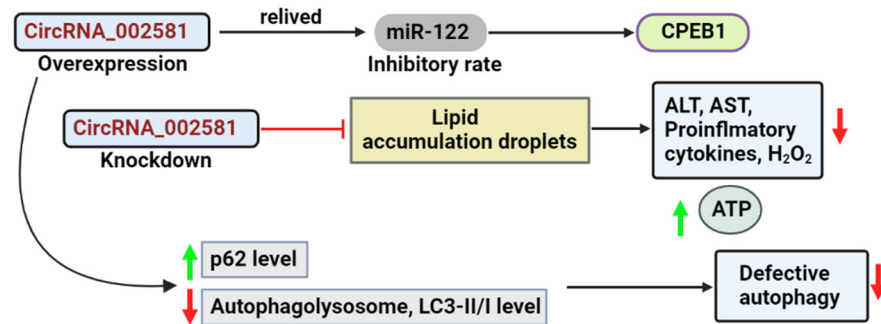 CircRNA_002581
relived
miR-122
CPEB1
Overexpression
Inhibitory rate
CircRNA_002581
Knockdown
Lipid
accumulation droplets
ALT, AST,
Proinflmatory
cytokines, H₂O₂
ATP
p62 level
Autophagolysosome, LC3-II/I level
Defective
autophagy